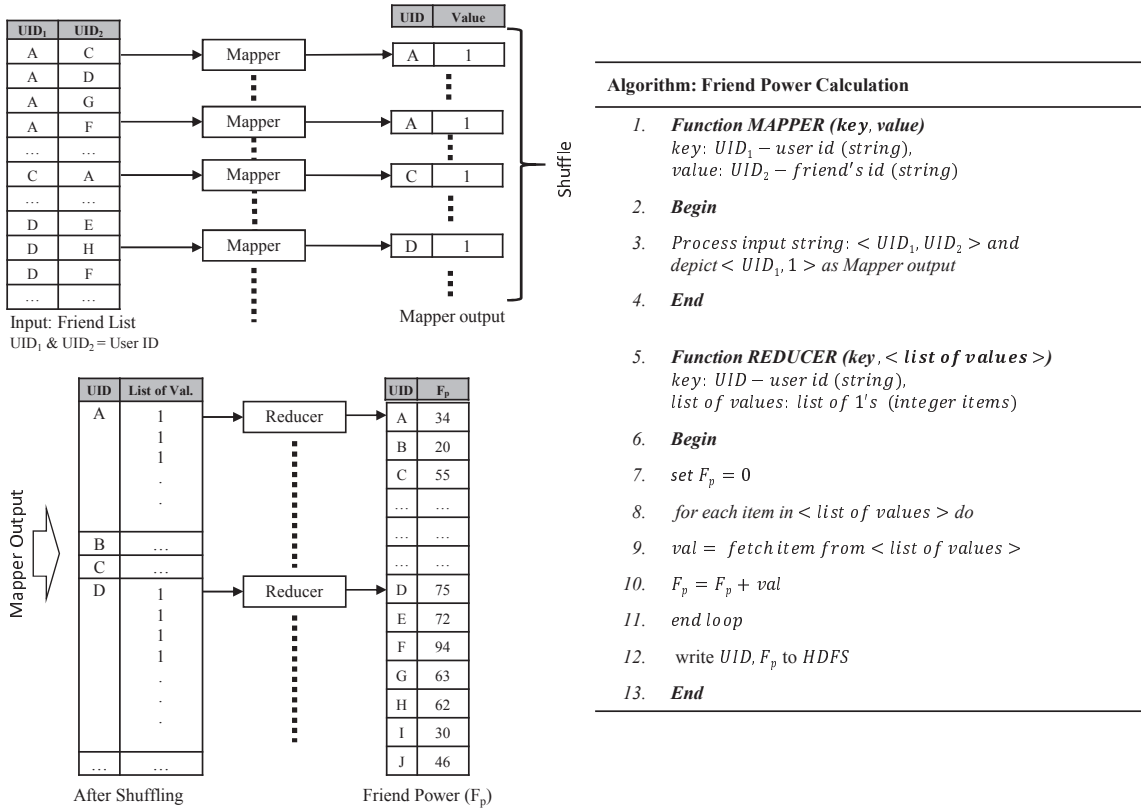 UID₁ UID₂
A C
A D
A G
A F
... ...
C A
... ...
D E
D H
D F
... ...
Input: Friend List
UID₁ & UID₂ = User ID
Mapper
Mapper
Mapper
Mapper
UID Value
A 1
A 1
C 1
D 1
Mapper output
Shuffle
Mapper Output
UID List of Val.
A 1
1
1
.
.
B ...
C ...
D 1
1
1
1
.
.
.
... ...
After Shuffling
Reducer
Reducer
UID Fₚ
A 34
B 20
C 55
... ...
... ...
... ...
D 75
E 72
F 94
G 63
H 62
I 30
J 46
Friend Power (Fₚ)
Algorithm: Friend Power Calculation
1. Function MAPPER (key, value)
key: UID₁ − user id (string),
value: UID₂ − friend's id (string)
2. Begin
3. Process input string: < UID₁, UID₂ > and
depict < UID₁, 1 > as Mapper output
4. End
5. Function REDUCER (key, < list of values >)
key: UID − user id (string),
list of values: list of 1's (integer items)
6. Begin
7. set Fₚ = 0
8. for each item in < list of values > do
9. val = fetch item from < list of values >
10. Fₚ = Fₚ + val
11. end loop
12. write UID, Fₚ to HDFS
13. End